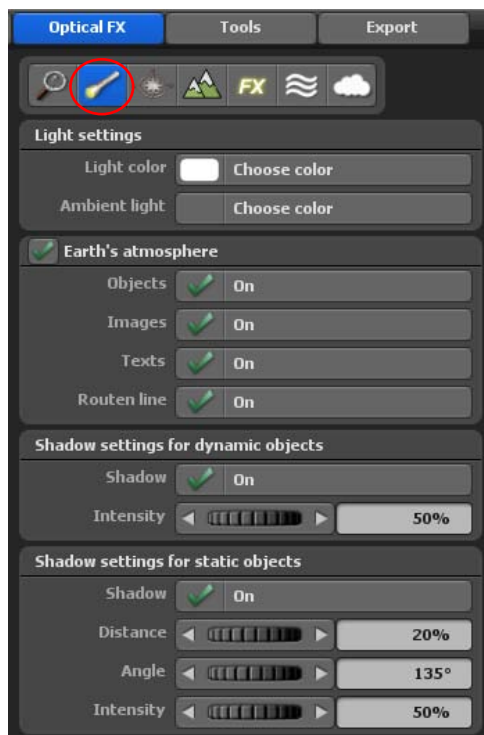 Optical FX Tools Export
FX
Light settings
Light color Choose color
Ambient light Choose color
Earth's atmosphere
Objects On
Images On
Texts On
Routen line On
Shadow settings for dynamic objects
Shadow On
Intensity 50%
Shadow settings for static objects
Shadow On
Distance 20%
Angle 135°
Intensity 50%